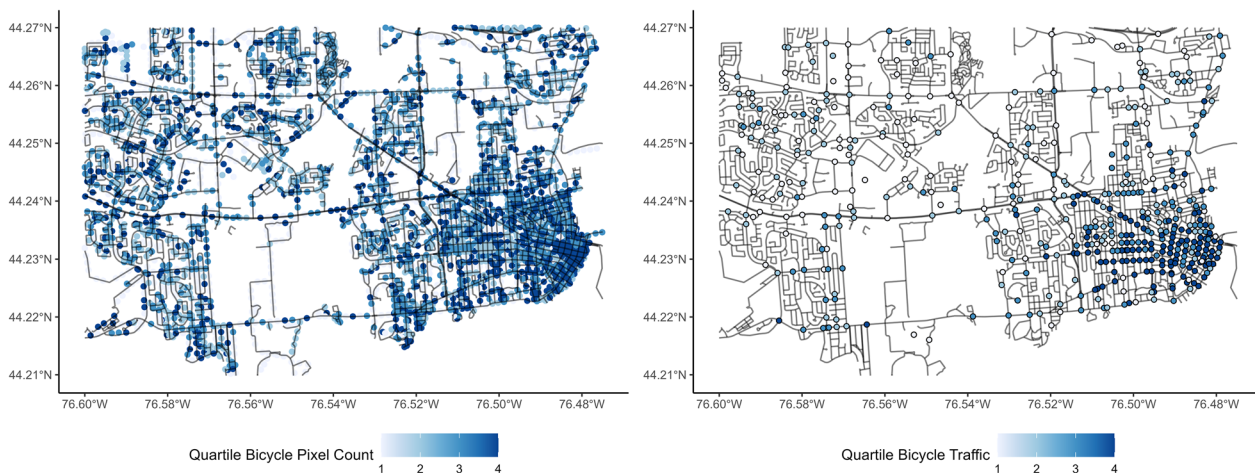 44.27°N
44.26°N
44.25°N
44.24°N
44.23°N
44.22°N
44.21°N
76.60°W 76.58°W 76.56°W 76.54°W 76.52°W 76.50°W 76.48°W
Quartile Bicycle Pixel Count
1 2 3 4
44.27°N
44.26°N
44.25°N
44.24°N
44.23°N
44.22°N
44.21°N
76.60°W 76.58°W 76.56°W 76.54°W 76.52°W 76.50°W 76.48°W
Quartile Bicycle Traffic
1 2 3 4